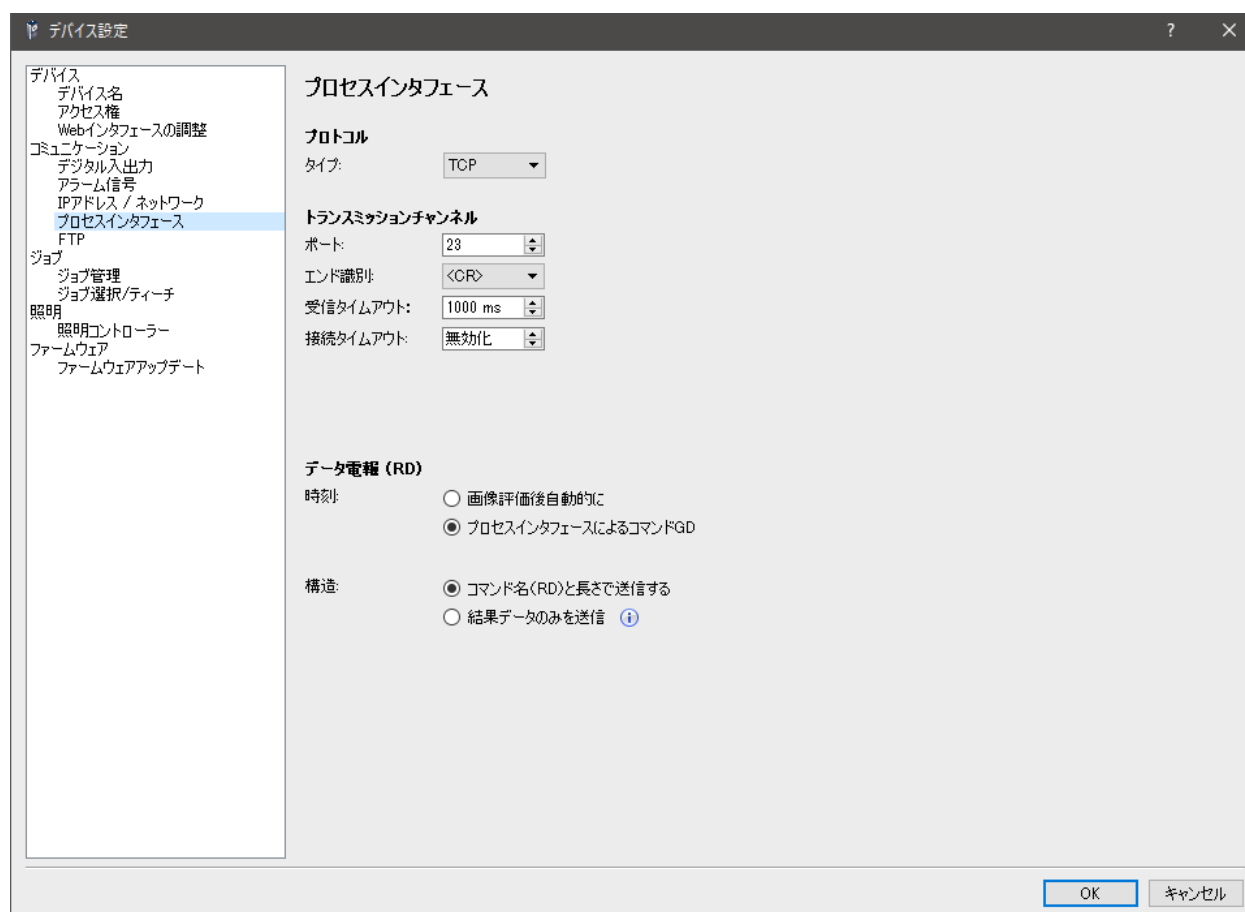 デバイス設定
?
デバイス
デバイス名
アクセス権
Webインタフェースの調整
コミュニケーション
デジタル入出力
アラーム信号
IPアドレス / ネットワーク
プロセスインタフェース
FTP
ジョブ
ジョブ管理
ジョブ選択/ティーチ
照明
照明コントローラー
ファームウェア
ファームウェアアップデート
プロセスインタフェース
プロトコル
タイプ: TCP
トランスミッションチャンネル
ポート: 23
エンド識別: <CR>
受信タイムアウト: 1000 ms
接続タイムアウト: 無効化
データ電報 (RD)
時刻: 画像評価後自動的に
プロセスインタフェースによるコマンドGD
構造: コマンド名(RD)と長さで送信する
結果データのみを送信
OK キャンセル